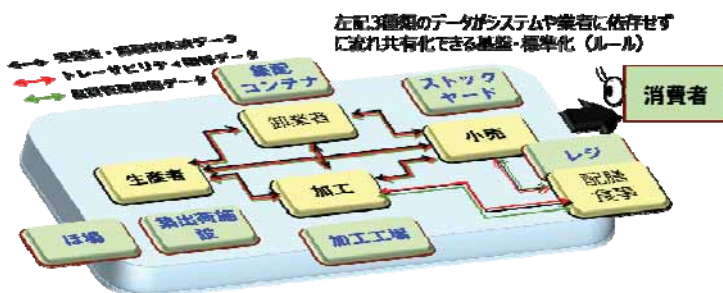 左記3種類のデータがシステムや業者に依存せず
に流れ共有化できる基盤・標準化（ルール）
トレーサビリティ関係データ
集配
コンテナ
ストック
ヤード
消費者
卸業者
小売
レジ
生産者
加工
配膳
食事
ほ場
集出荷施
設
加工工場